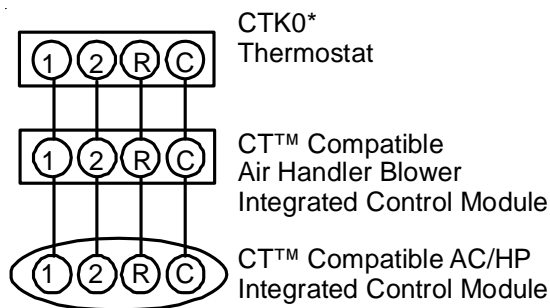 CTK0*
Thermostat
1 2 R C
CT™ Compatible
Air Handler Blower
Integrated Control Module
1 2 R C
CT™ Compatible AC/HP
Integrated Control Module
1 2 R C